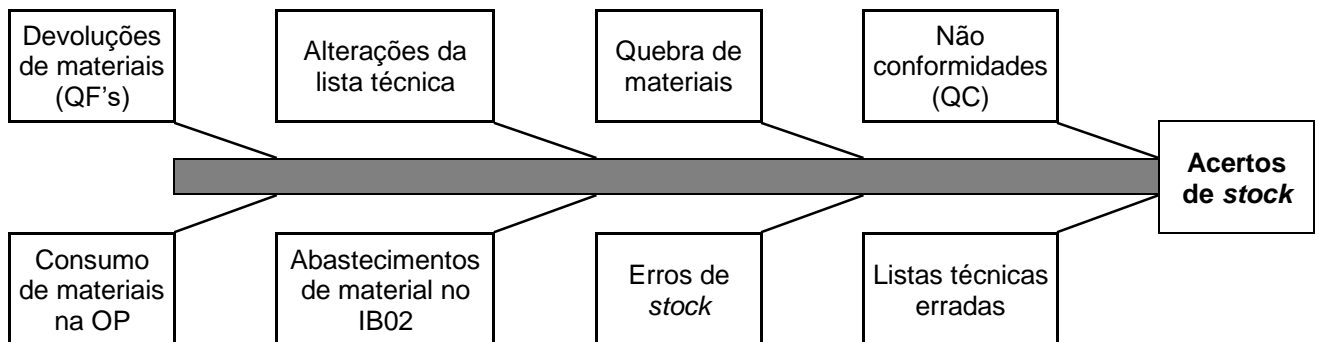 Devoluções
de materiais
(QF's)
Alterações da
lista técnica
Quebra de
materiais
Não
conformidades
(QC)
Acertos
de stock
Consumo
de materiais
na OP
Abastecimentos
de material no
IB02
Erros de
stock
Listas técnicas
erradas